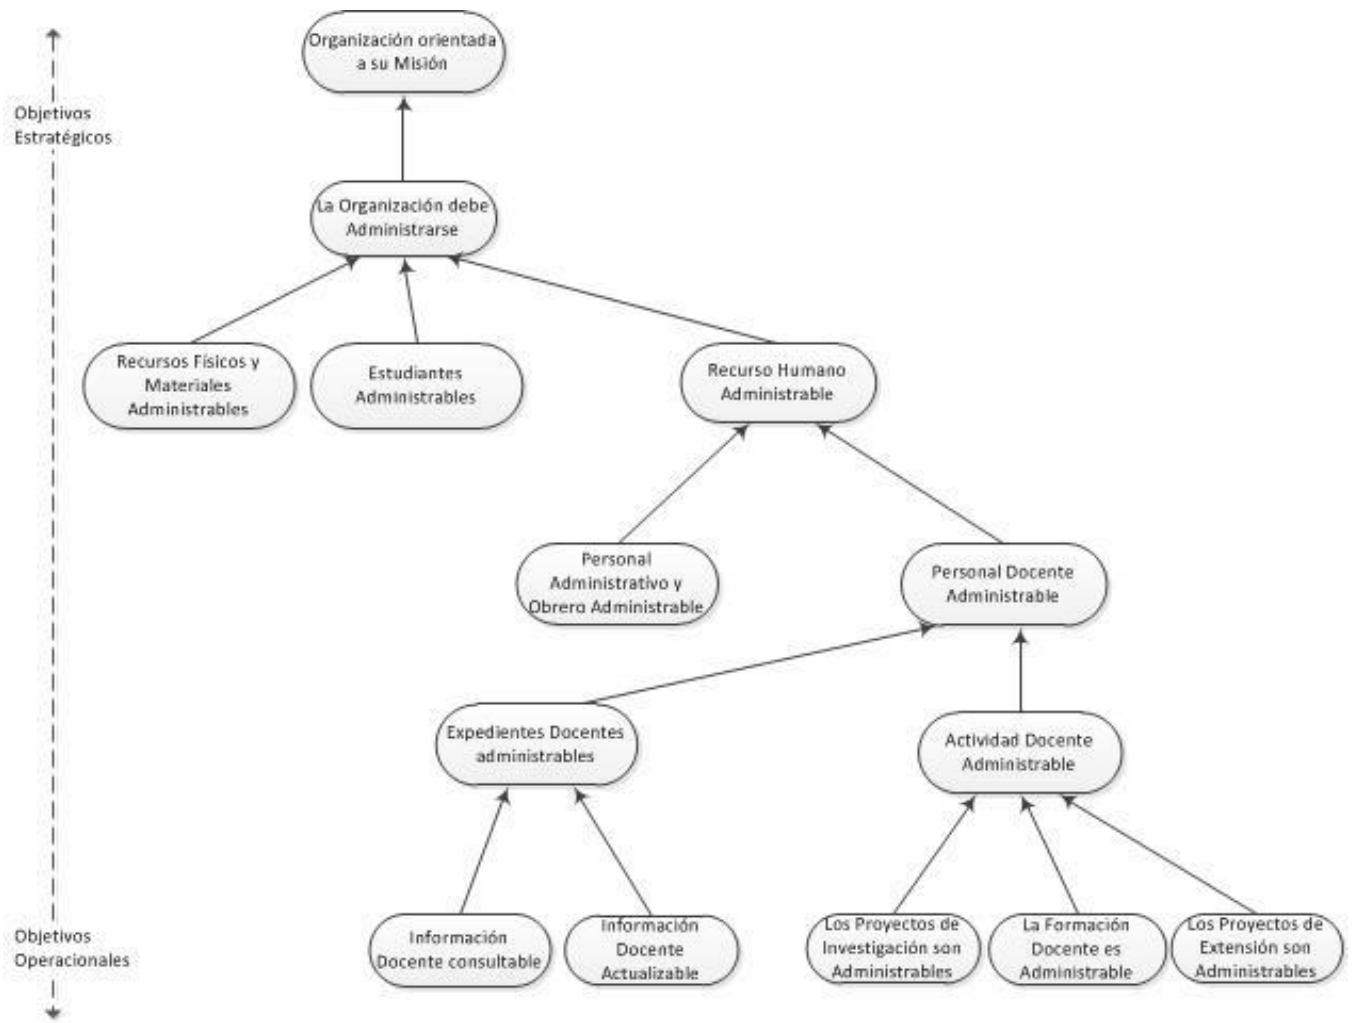 Organización orientada
a su Misión
Objetivos
Estratégicos
La Organización debe
Administrarse
Recursos Físicos y
Materiales
Administrables
Estudiantes
Administrables
Recurso Humano
Administrable
Personal
Administrativo y
Obrero Administrable
Personal Docente
Administrable
Expedientes Docentes
administrables
Actividad Docente
Administrable
Objetivos
Operacionales
Información
Docente consultable
Información
Docente
Actualizable
Los Proyectos de
Investigación son
Administrables
La Formación
Docente es
Administrable
Los Proyectos de
Extensión son
Administrables